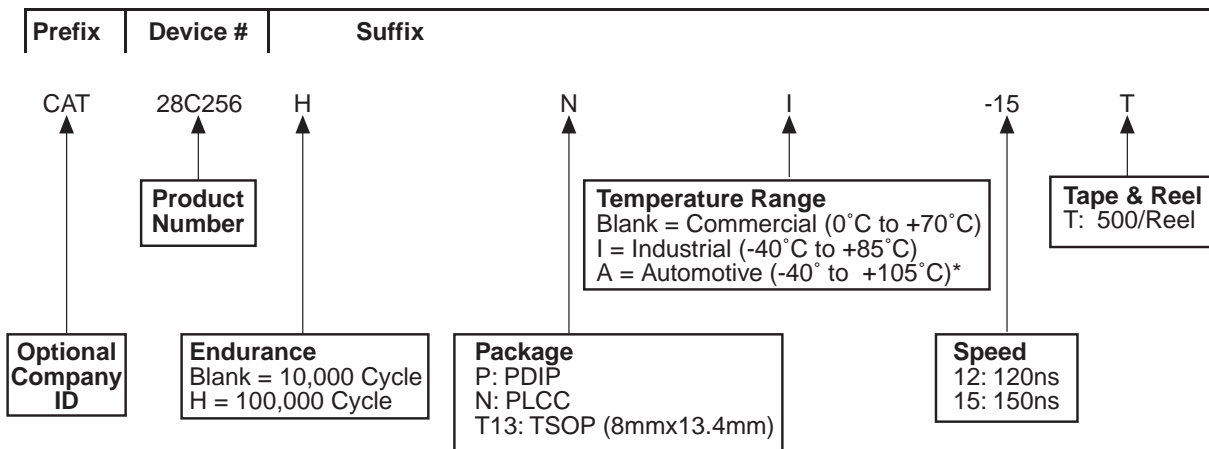 Prefix Device # Suffix
CAT 28C256 H N I -15 T
Product
Number
Temperature Range
Blank = Commercial (0˚C to +70˚C)
I = Industrial (-40˚C to +85˚C)
A = Automotive (-40˚ to +105˚C)*
Tape & Reel
T: 500/Reel
Optional
Company
ID
Endurance
Blank = 10,000 Cycle
H = 100,000 Cycle
Package
P: PDIP
N: PLCC
T13: TSOP (8mmx13.4mm)
Speed
12: 120ns
15: 150ns